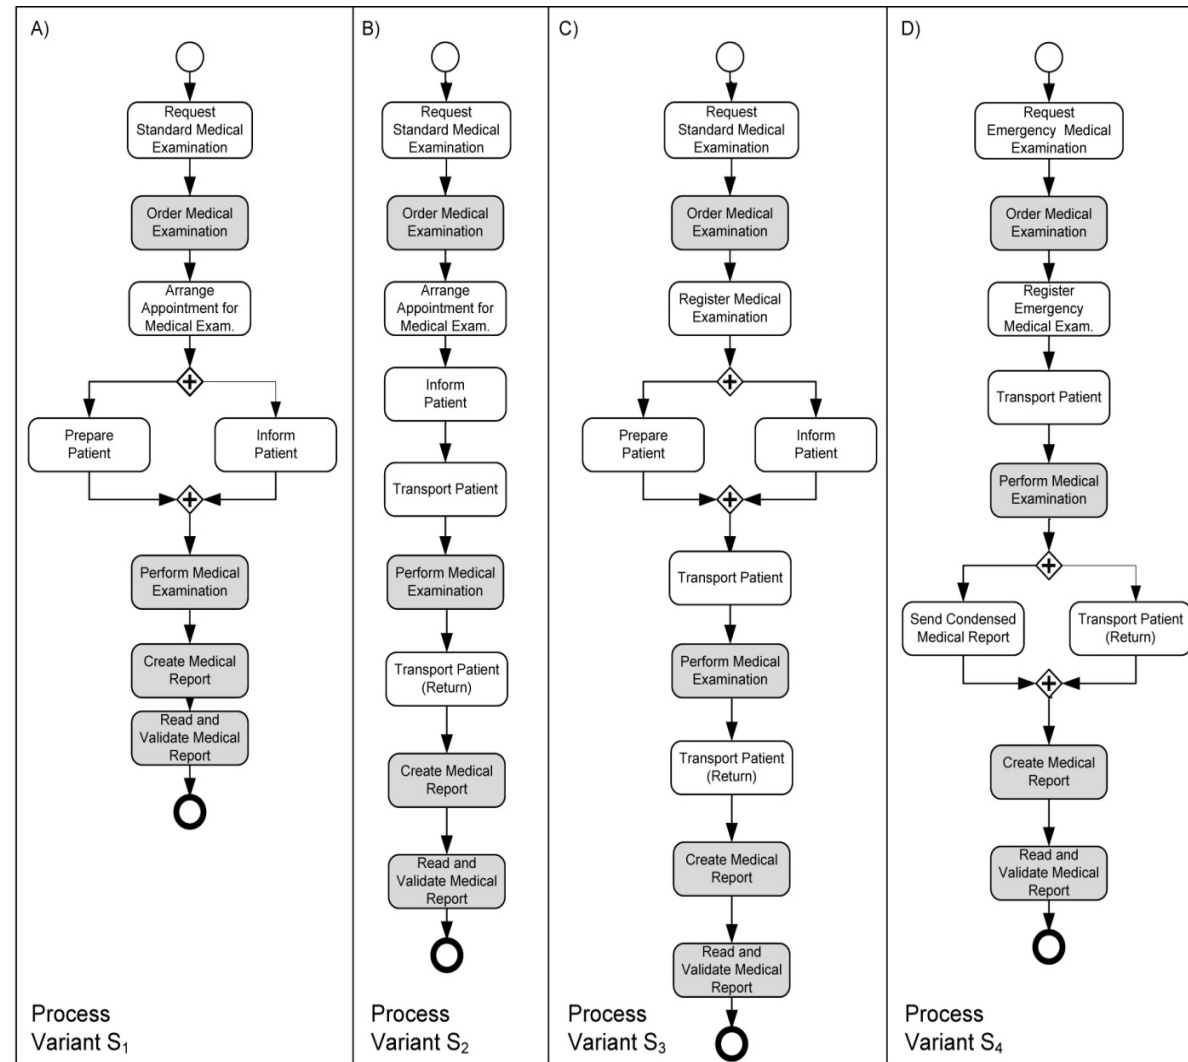 A)
Request
Standard Medical
Examination
Order Medical
Examination
Arrange
Appointment for
Medical Exam.
Prepare
Patient
Inform
Patient
Perform Medical
Examination
Create Medical
Report
Read and
Validate Medical
Report
Process
Variant S1
B)
Request
Standard Medical
Examination
Order Medical
Examination
Arrange
Appointment for
Medical Exam.
Inform
Patient
Transport Patient
Perform Medical
Examination
Transport Patient
(Return)
Create Medical
Report
Read and
Validate Medical
Report
Process
Variant S2
C)
Request
Standard Medical
Examination
Order Medical
Examination
Register Medical
Examination
Prepare
Patient
Inform
Patient
Transport Patient
Perform Medical
Examination
Transport Patient
(Return)
Create Medical
Report
Read and
Validate Medical
Report
Process
Variant S3
D)
Request
Emergency Medical
Examination
Order Medical
Examination
Register
Emergency
Medical Exam.
Transport Patient
Perform Medical
Examination
Send Condensed
Medical Report
Transport Patient
(Return)
Create Medical
Report
Read and
Validate Medical
Report
Process
Variant S4